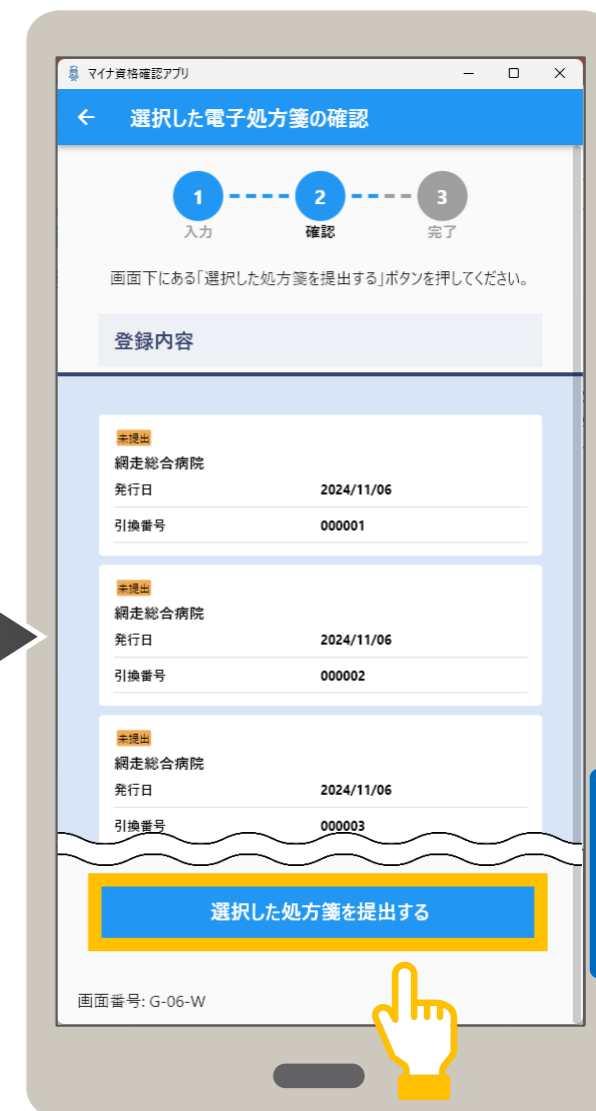 マイナ資格確認アプリ
選択した電子処方箋の確認
1 2 3
入力 確認 完了
画面下にある「選択した処方箋を提出する」ボタンを押してください。
登録内容
未提出
網走総合病院
発行日 2024/11/06
引換番号 000001
未提出
網走総合病院
発行日 2024/11/06
引換番号 000002
未提出
網走総合病院
発行日 2024/11/06
引換番号 000003
選択した処方箋を提出する
画面番号: G-06-W